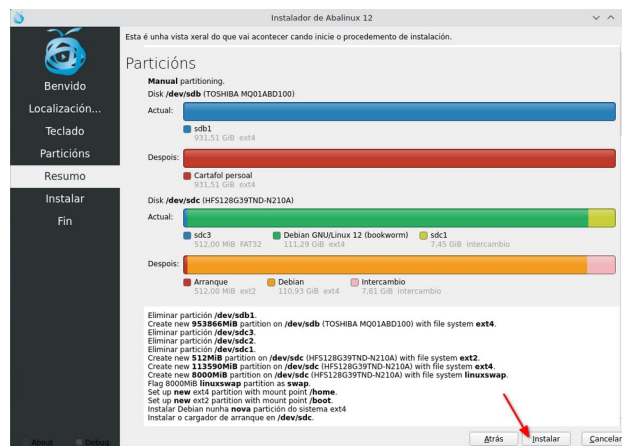 Instalador de Abalinux 12
Esta é unha vista xeral do que vai acontecer cando inicie o procedemento de instalación.
Benvido
Localización...
Teclado
Particións
Resumo
Instalar
Fin
About
Debug
Particións
Manual partitioning.
Disk /dev/sdb (TOSHIBA MQ01ABD100)
Actual:
sdb1
931,51 GiB ext4
Despois:
Cartafol persoal
931,51 GiB ext4
Disk /dev/sdc (HFS128G39TND-N210A)
Actual:
sdc3 Debian GNU/Linux 12 (bookworm) sdc1
512,00 MiB FAT32 111,29 GiB ext4 7,45 GiB intercambio
Despois:
Arranque Debian Intercambio
512,00 MiB ext2 110,93 GiB ext4 7,81 GiB intercambio
Eliminar partición /dev/sdb1.
Create new 953866MiB partition on /dev/sdb (TOSHIBA MQ01ABD100) with file system ext4.
Eliminar partición /dev/sdc3.
Eliminar partición /dev/sdc2.
Eliminar partición /dev/sdc1.
Create new 512MiB partition on /dev/sdc (HFS128G39TND-N210A) with file system ext2.
Create new 113590MiB partition on /dev/sdc (HFS128G39TND-N210A) with file system ext4.
Create new 8000MiB partition on /dev/sdc (HFS128G39TND-N210A) with file system linuxswap.
Flag 8000MiB linuxswap partition as swap.
Set up new ext4 partition with mount point /home.
Set up new ext2 partition with mount point /boot.
Instalar Debian nunha nova partición do sistema ext4
Instalar o cargador de arranque en /dev/sdc.
Atrás Instalar Cancelar